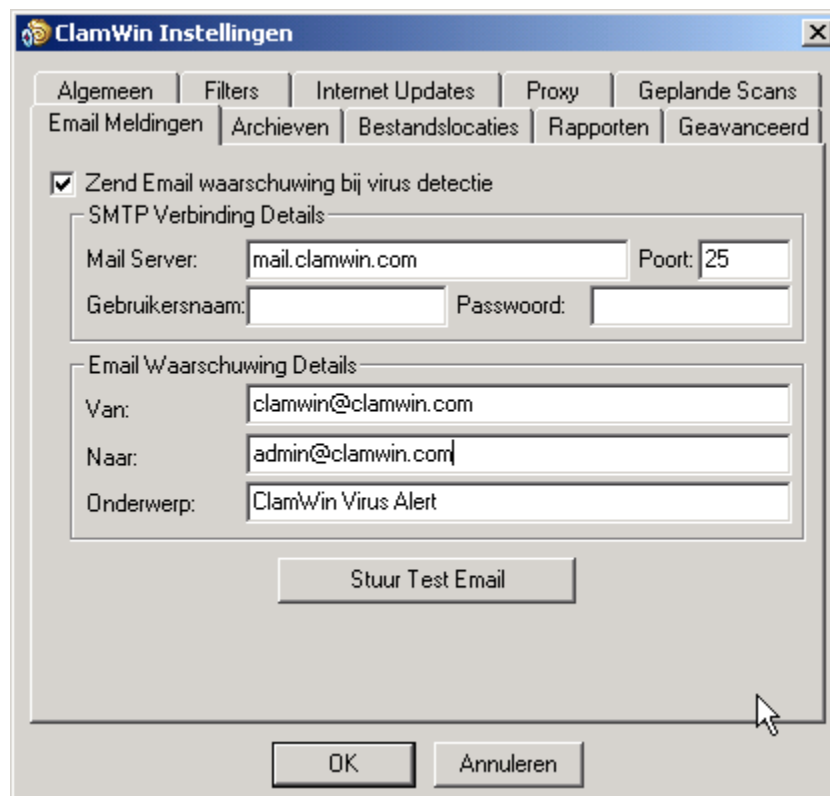 ClamWin Instellingen
Algemeen Filters Internet Updates Proxy Geplande Scans
Email Meldingen Archieven Bestandslocaties Rapporten Geavanceerd
Zend Email waarschuwing bij virus detectie
SMTP Verbinding Details
Mail Server: mail.clamwin.com Poort: 25
Gebruikersnaam: Passwoord:
Email Waarschuwing Details
Van: clamwin@clamwin.com
Naar: admin@clamwin.com
Onderwerp: ClamWin Virus Alert
Stuur Test Email
OK Annuleren